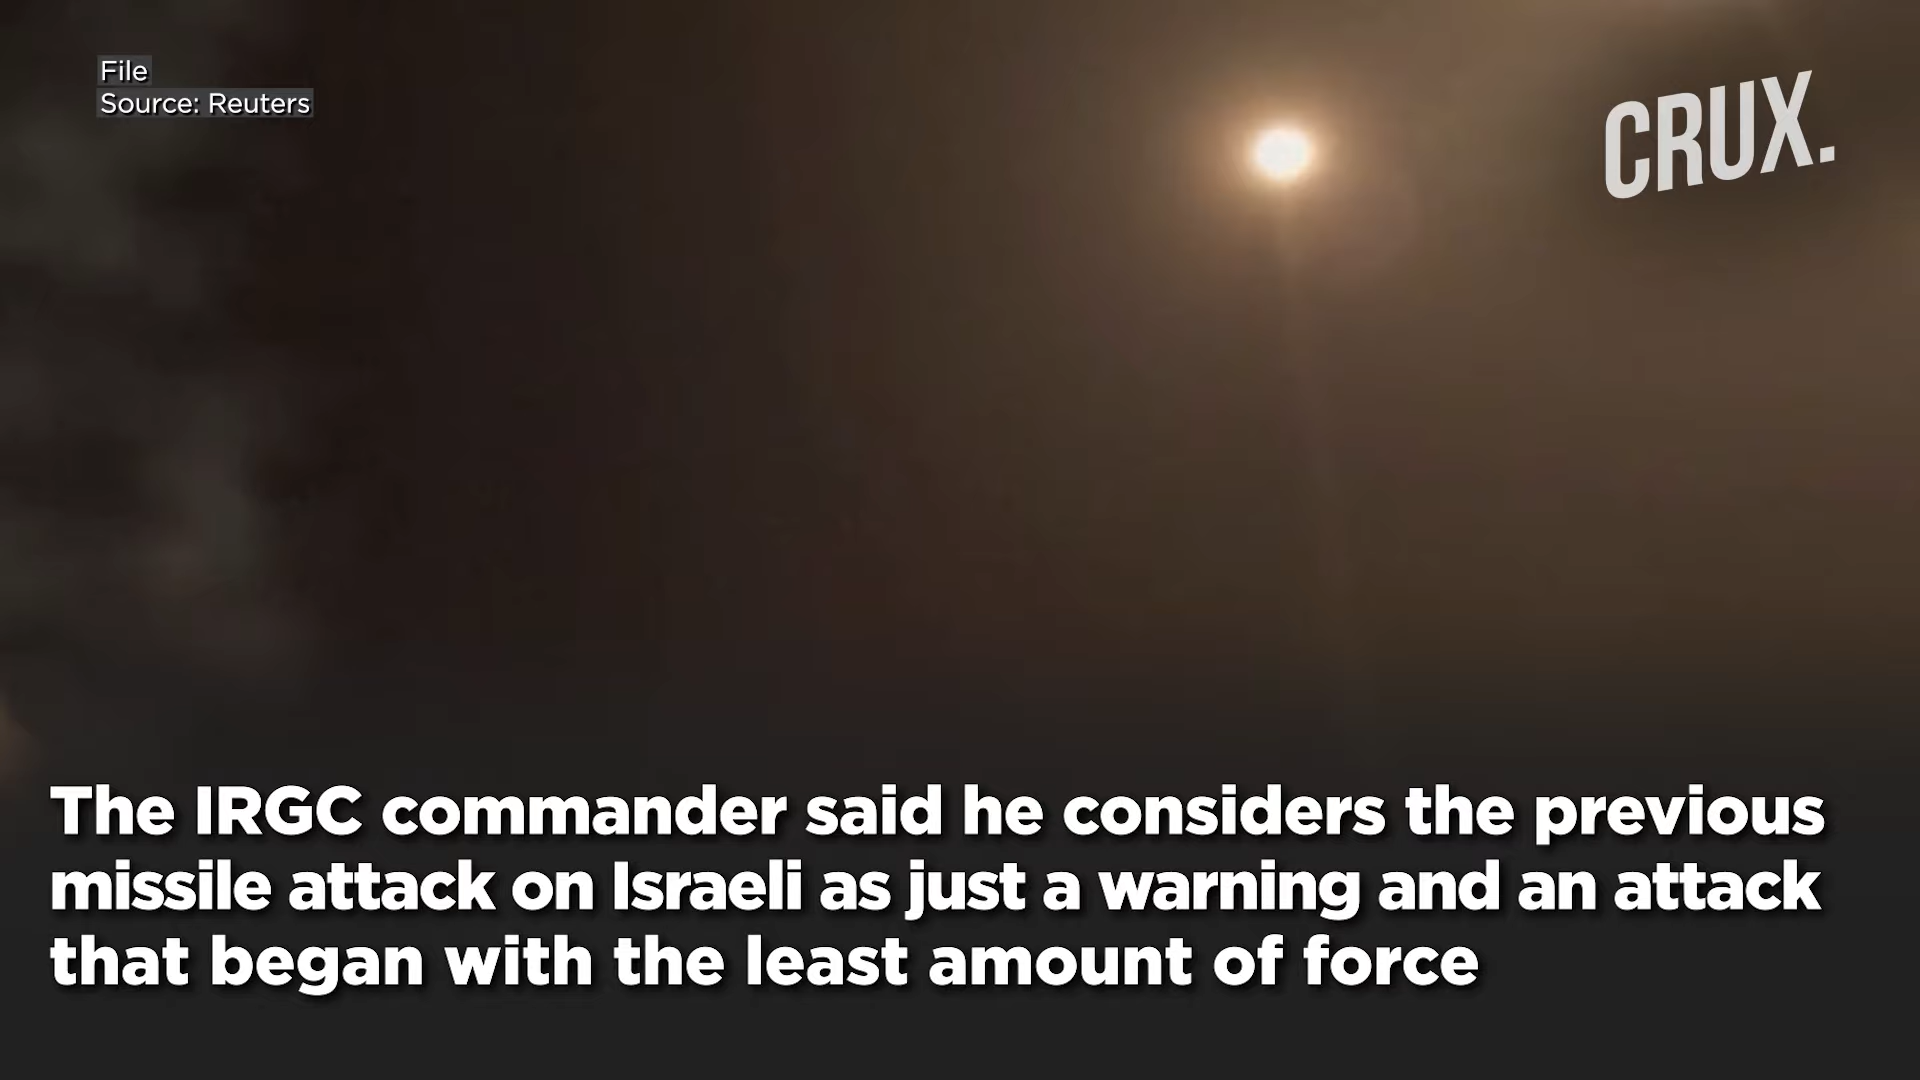 File
Source: Reuters
CRUX.
The IRGC commander said he considers the previous
missile attack on Israeli as just a warning and an attack
that began with the least amount of force